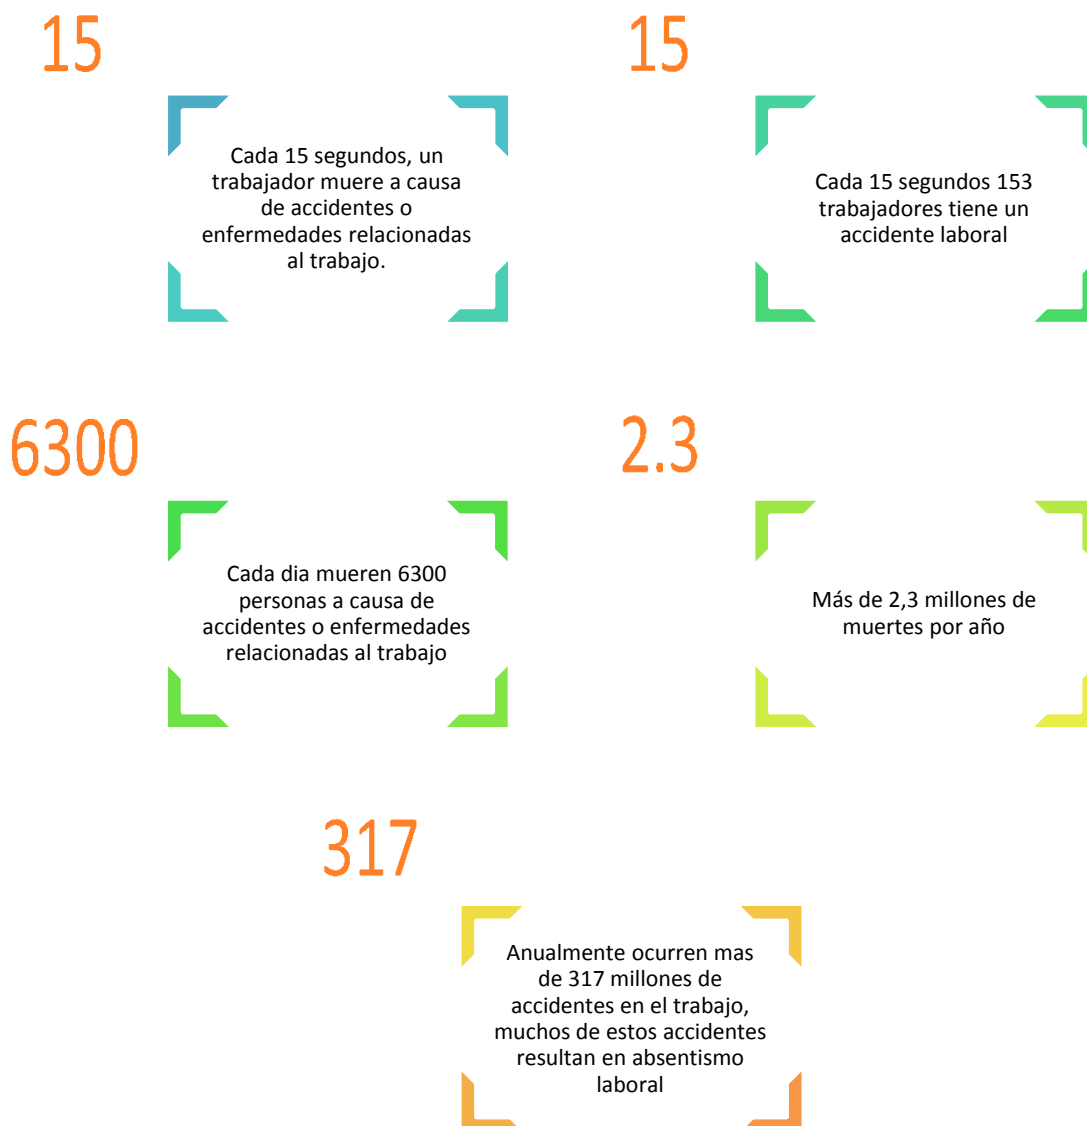 15
Cada 15 segundos, un
trabajador muere a causa
de accidentes o
enfermedades relacionadas
al trabajo.
15
Cada 15 segundos 153
trabajadores tiene un
accidente laboral
6300
Cada dia mueren 6300
personas a causa de
accidentes o enfermedades
relacionadas al trabajo
2.3
Más de 2,3 millones de
muertes por año
317
Anualmente ocurren mas
de 317 millones de
accidentes en el trabajo,
muchos de estos accidentes
resultan en absentismo
laboral